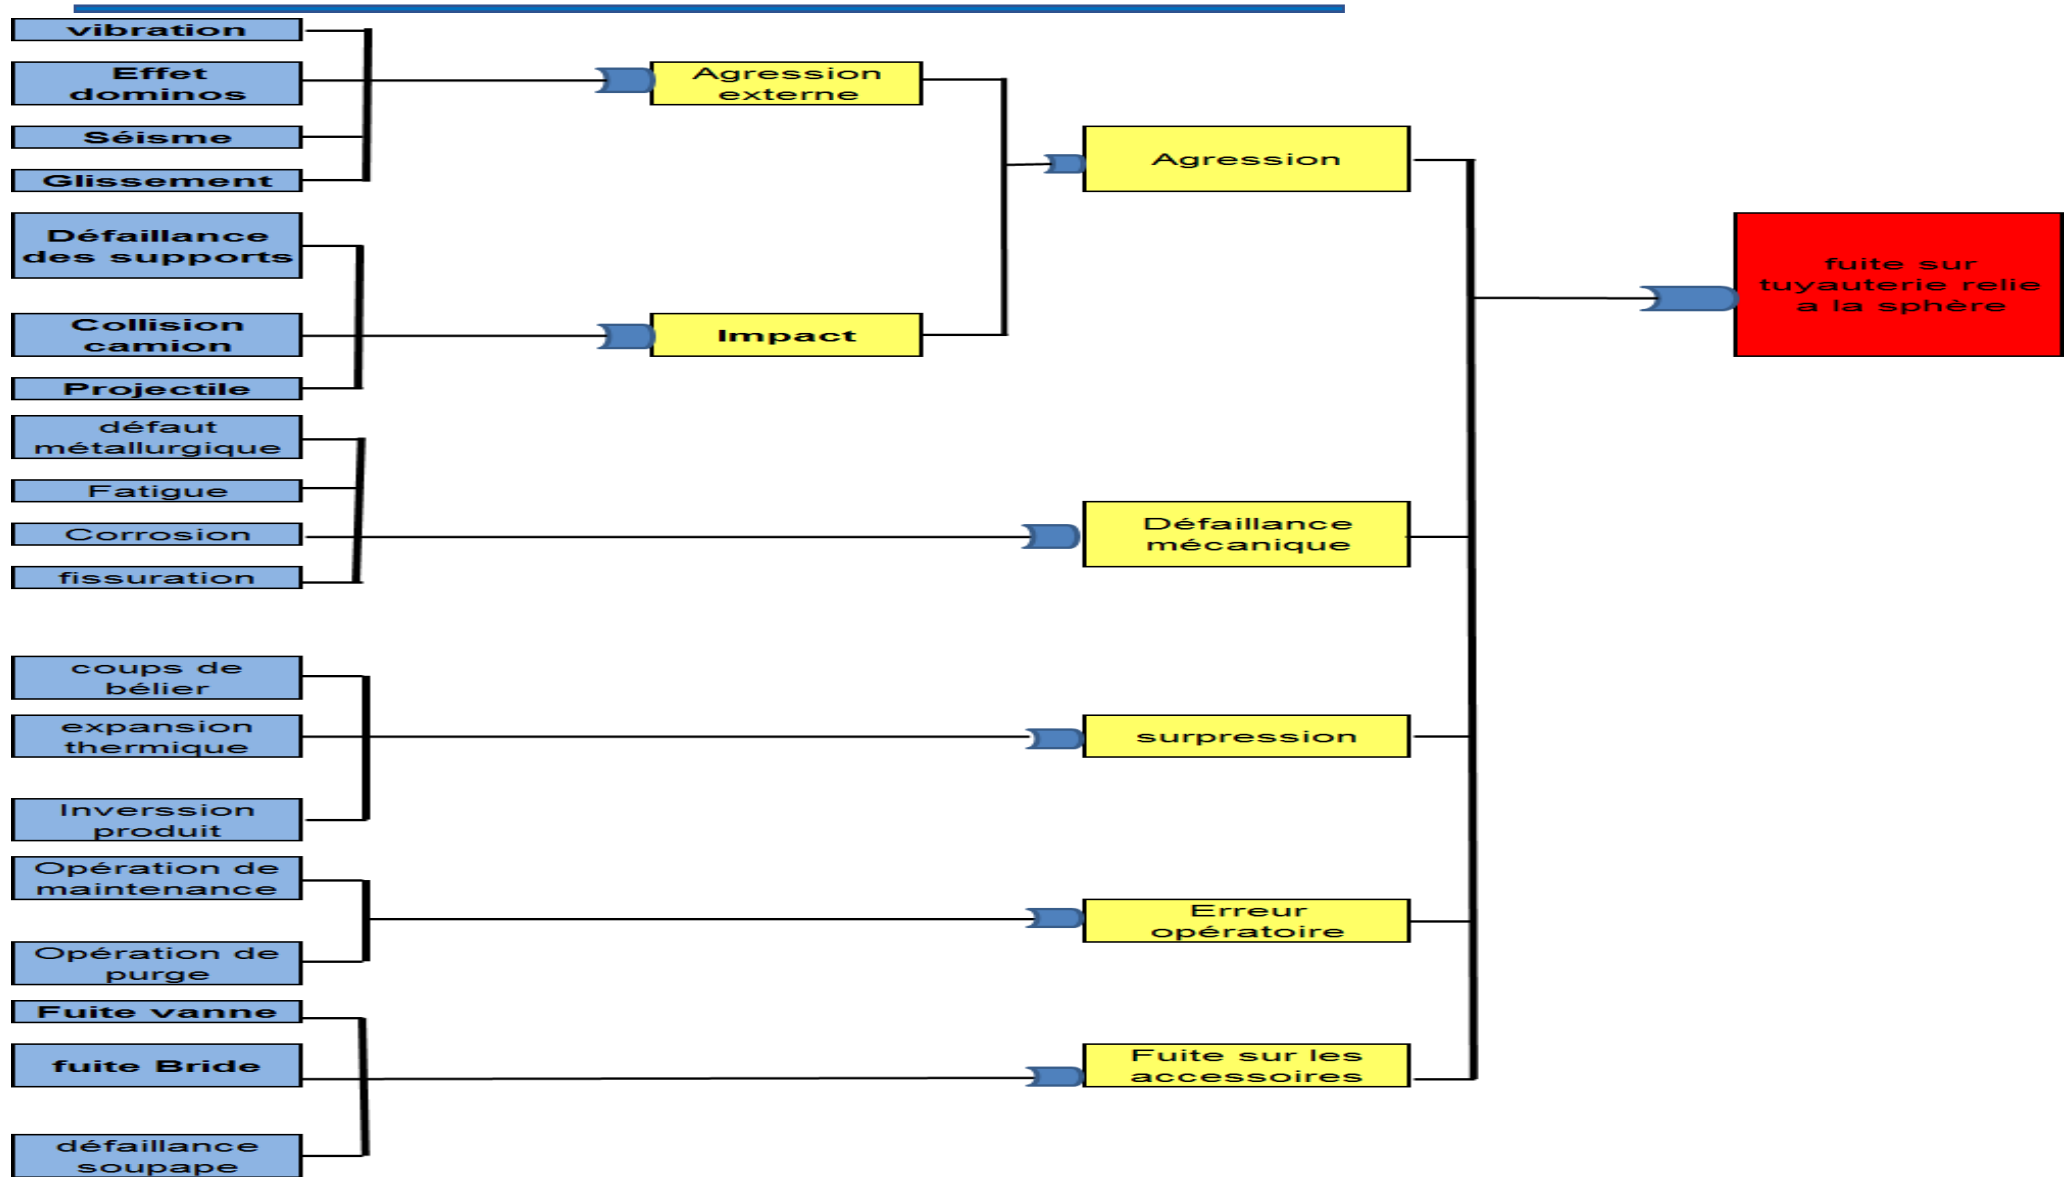 vibration
Effet
dominos
Séisme
Glissement
Défaillance
des supports
Collision
camion
Projectile
défaut
métallurgique
Fatigue
Corrosion
fissuration
coups de
bélier
expansion
thermique
Inverssion
produit
Opération de
maintenance
Opération de
purge
Fuite vanne
fuite Bride
défaillance
soupape
Agression
externe
Impact
Agression
Défaillance
mécanique
surpression
Erreur
opératoire
Fuite sur les
accessoires
fuite sur
tuyauterie relie
a la sphère